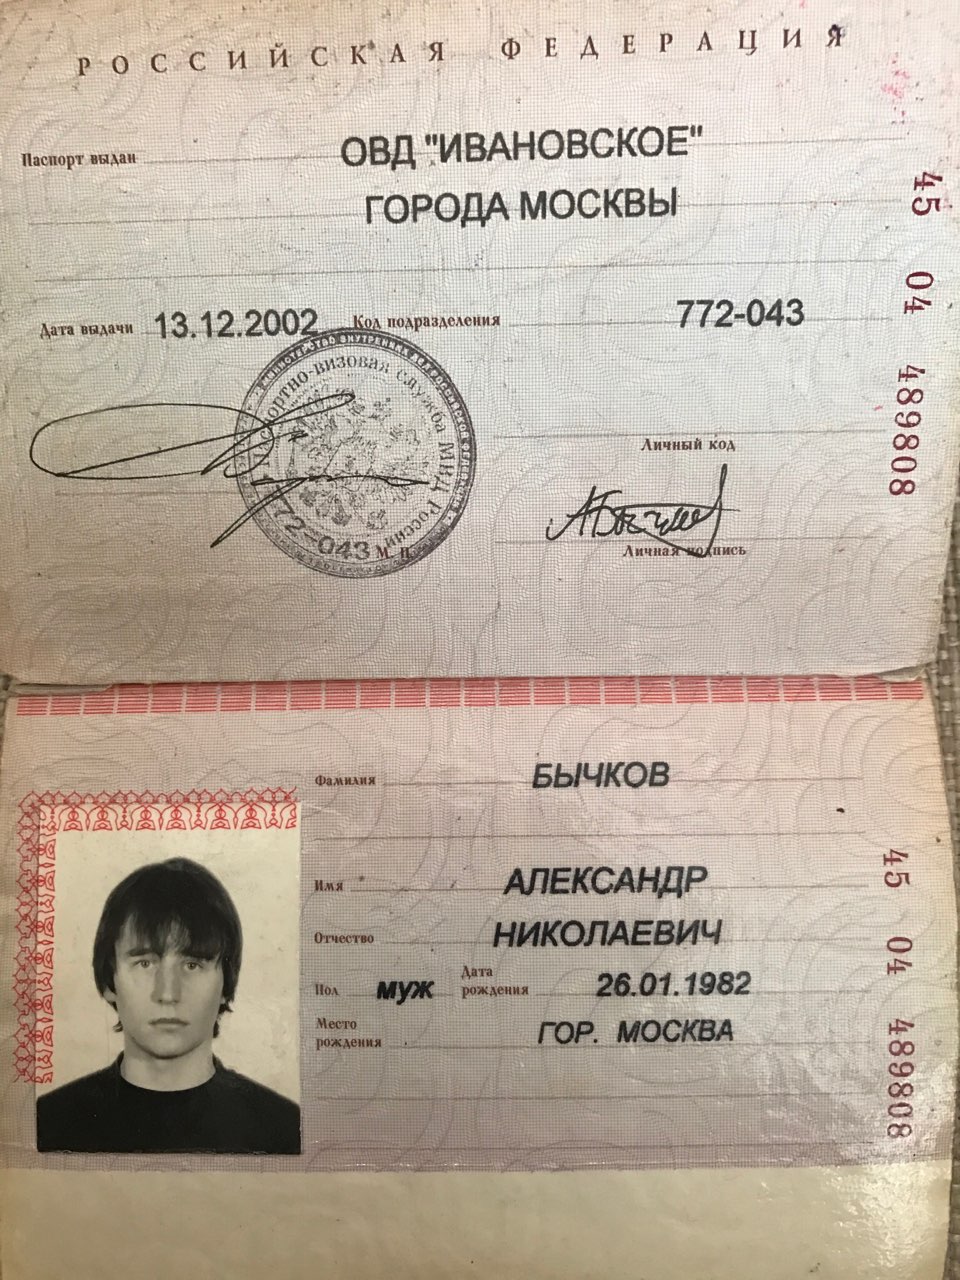 РОССИЙСКАЯ ФЕДЕРАЦИЯ
Паспорт выдан ОВД "ИВАНОВСКОЕ"
ГОРОДА МОСКВЫ
Дата выдачи 13.12.2002 Код подразделения 772-043
Личный код
Личная подпись
М. П.
паспортно-визовая служба МВД России
772-043
45 04 489808
Фамилия БЫЧКОВ
Имя АЛЕКСАНДР
Отчество НИКОЛАЕВИЧ
Пол МУЖ Дата рождения 26.01.1982
Место рождения ГОР. МОСКВА
45 04 489808